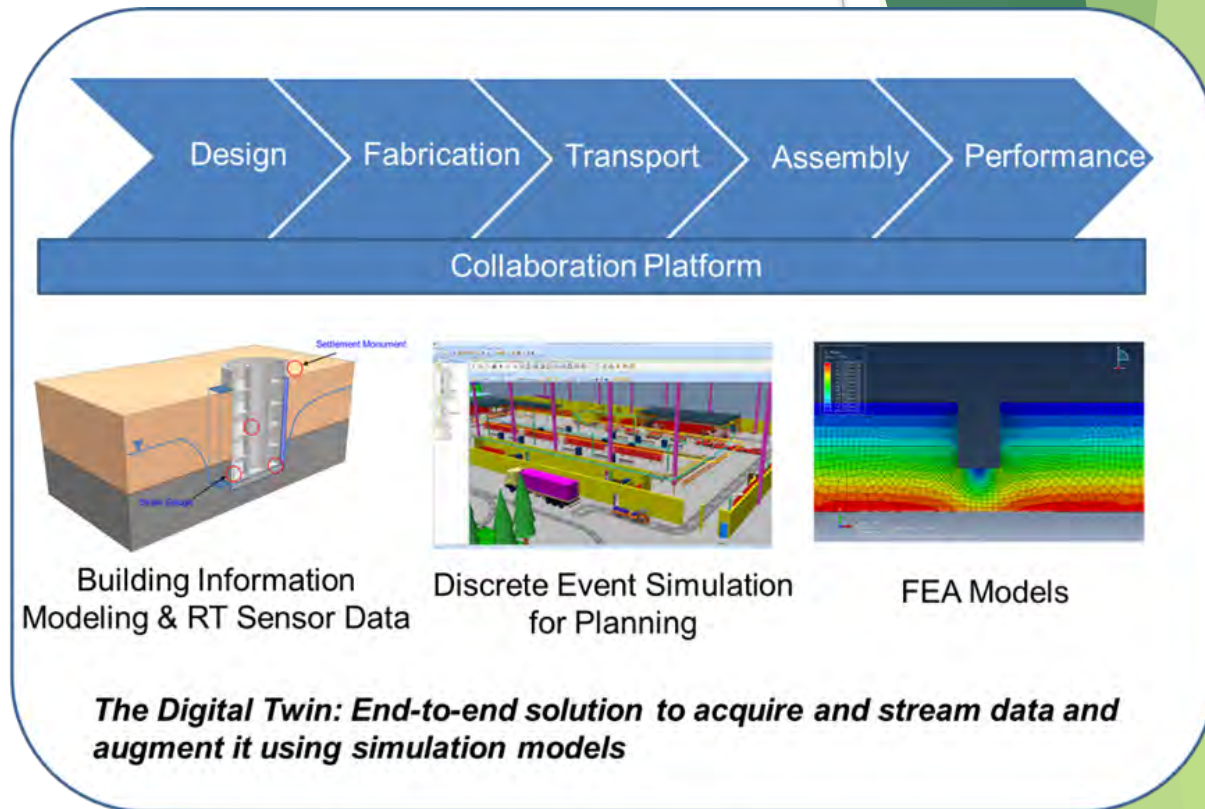 Design
Fabrication
Transport
Assembly
Performance
Collaboration Platform
Settlement Monument
Building Information
Modeling & RT Sensor Data
Discrete Event Simulation
for Planning
FEA Models
The Digital Twin: End-to-end solution to acquire and stream data and
augment it using simulation models